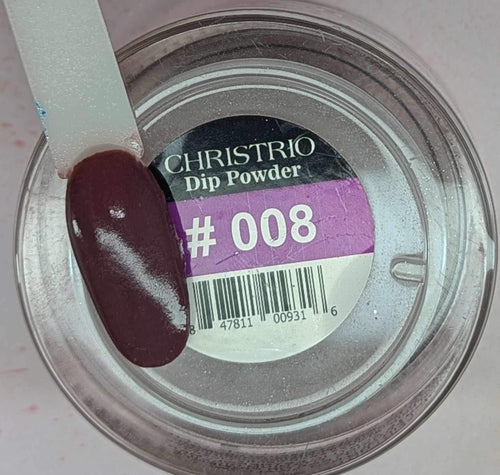 CHRISTRIO
Dip Powder
# 008
8 47811 00931 6